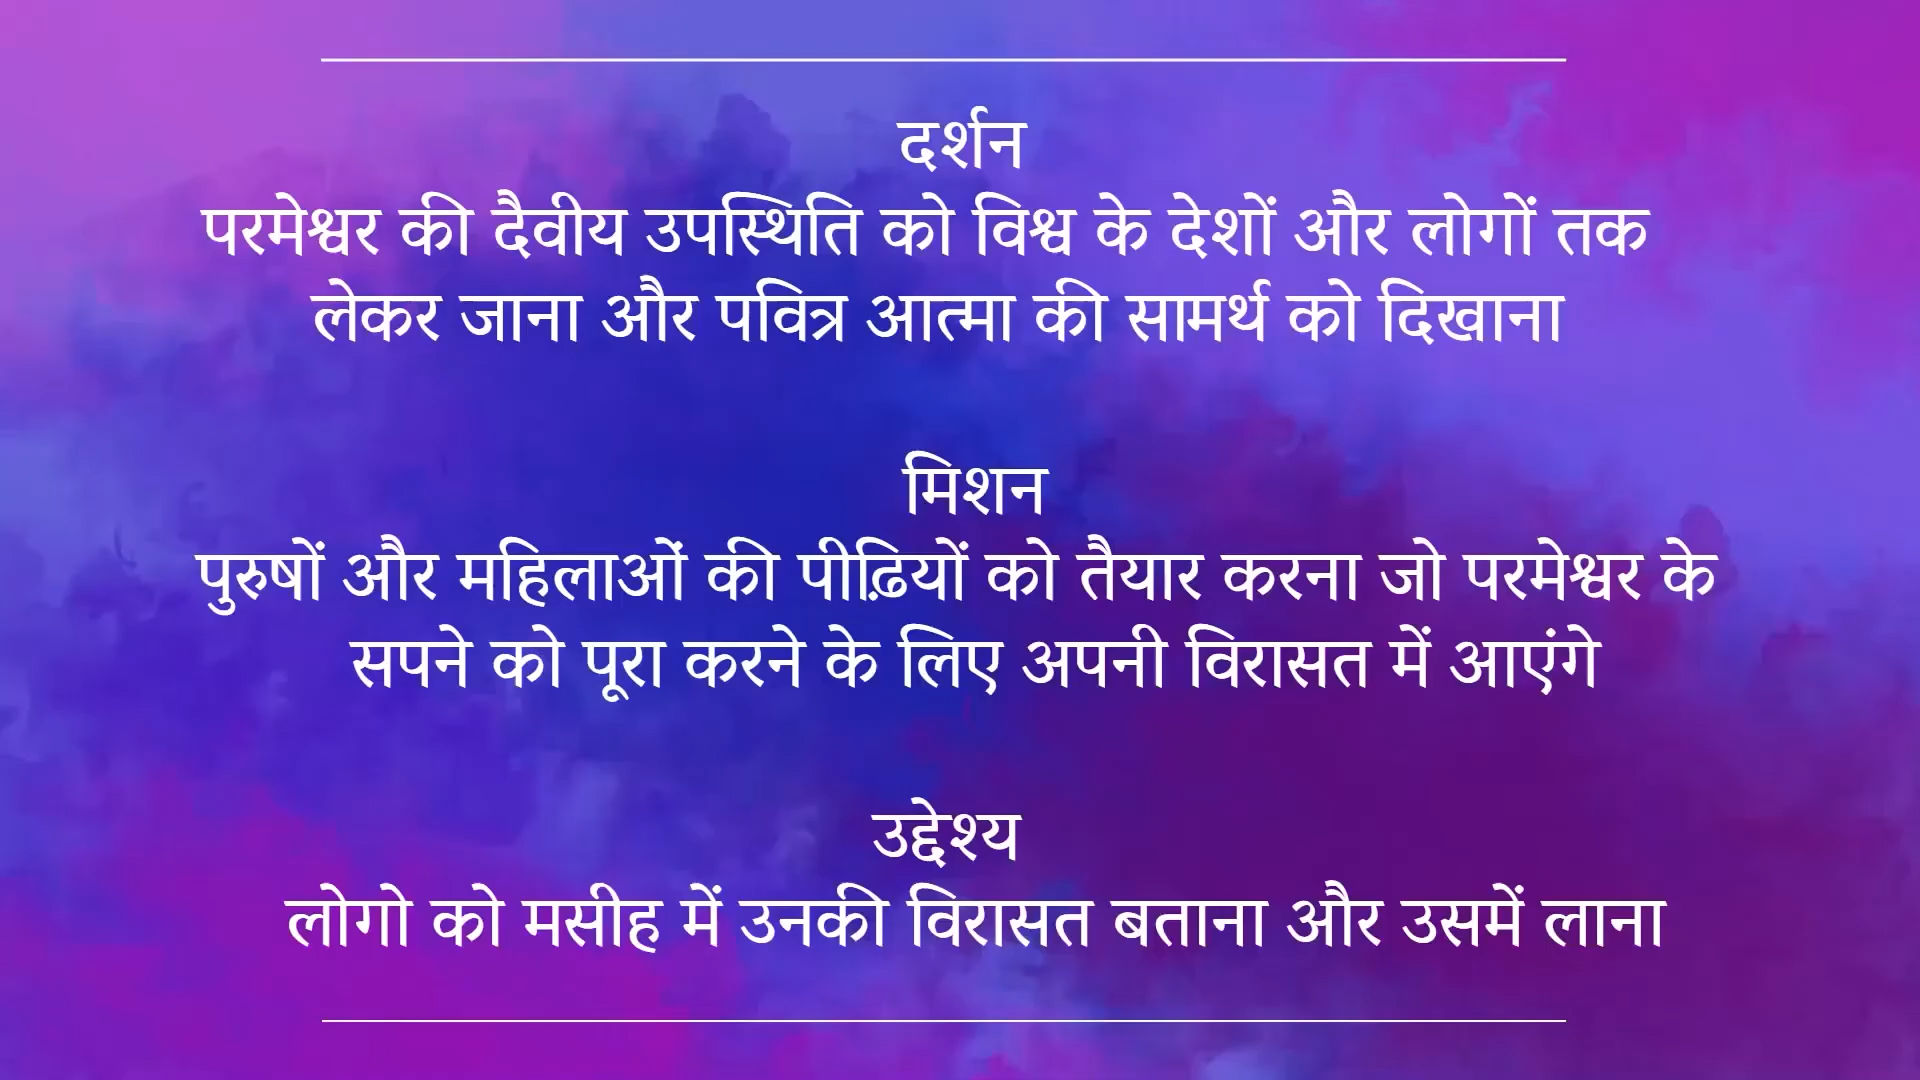 दर्शन
परमेश्वर की दैवीय उपस्थिति को विश्व के देशों और लोगों तक
लेकर जाना और पवित्र आत्मा की सामर्थ को दिखाना
मिशन
पुरुषों और महिलाओं की पीढ़ियों को तैयार करना जो परमेश्वर के
सपने को पूरा करने के लिए अपनी विरासत में आएंगे
उद्देश्य
लोगो को मसीह में उनकी विरासत बताना और उसमें लाना